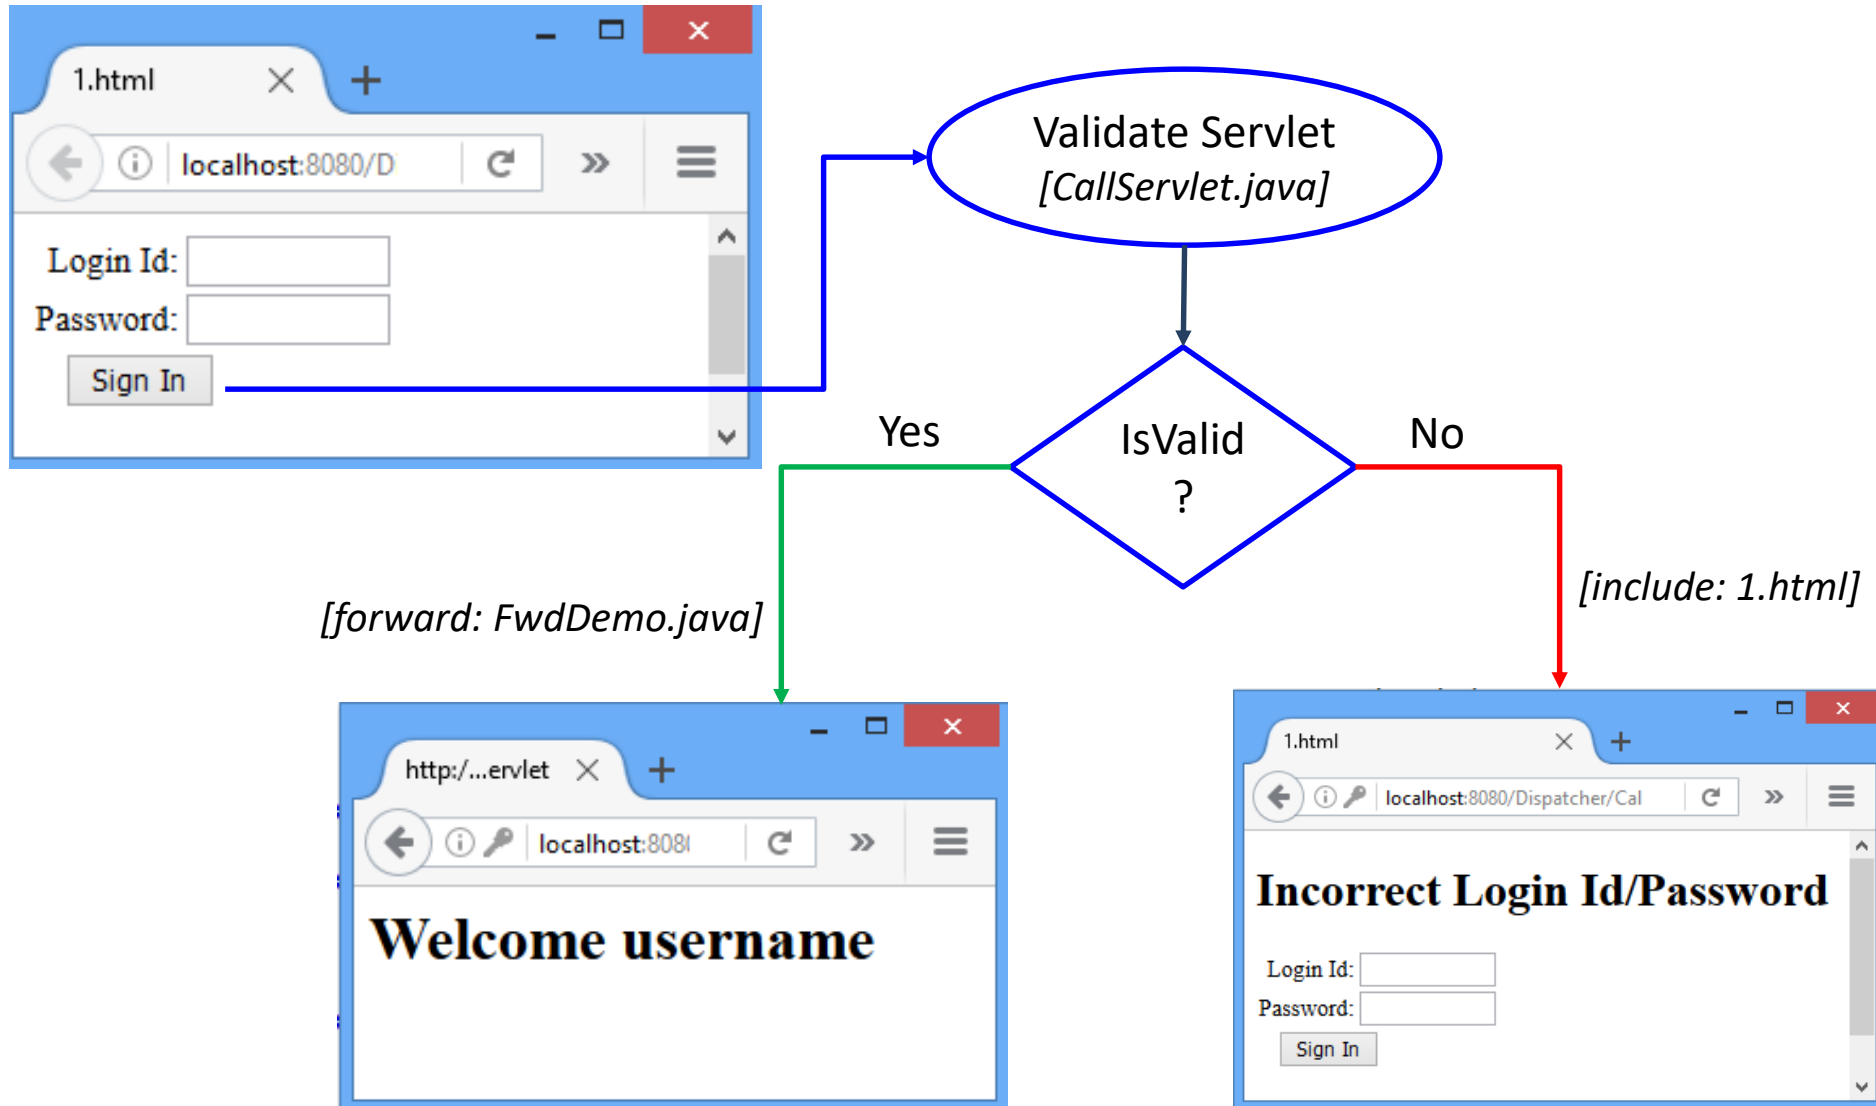 1.html
localhost:8080/D
Login Id:
Password:
Sign In
Validate Servlet
[CallServlet.java]
IsValid
?
Yes
No
[forward: FwdDemo.java]
[include: 1.html]
http:/...ervlet
localhost:808
Welcome username
1.html
localhost:8080/Dispatcher/Cal
Incorrect Login Id/Password
Login Id:
Password:
Sign In